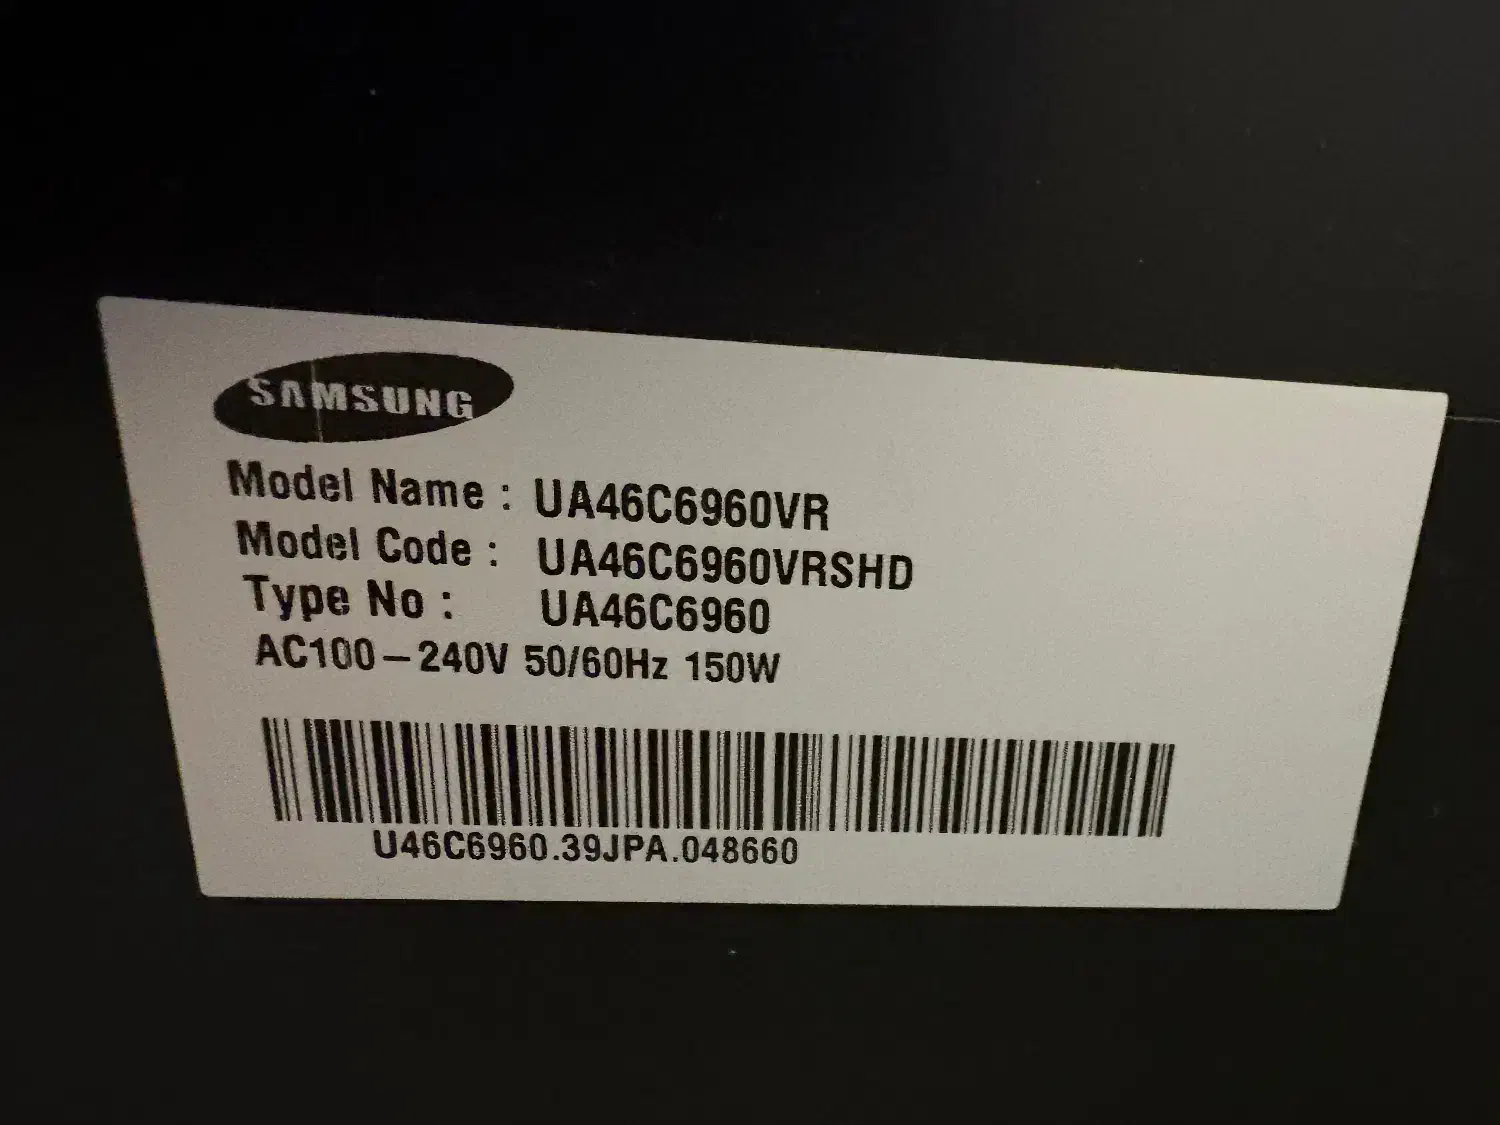 SAMSUNG
Model Name : UA46C6960VR
Model Code : UA46C6960VRSHD
Type No : UA46C6960
AC100-240V 50/60Hz 150W
U46C6960.39JPA.048660